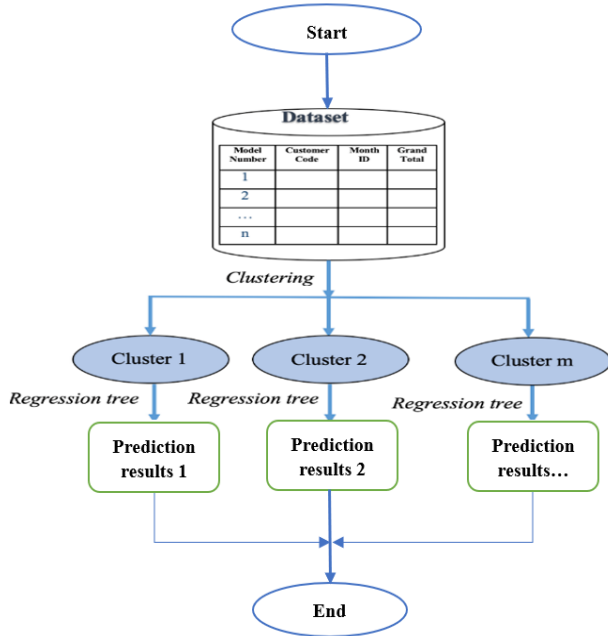 Start
Dataset
Model Number Customer Code Month ID Grand Total
1
2
...
n
Clustering
Cluster 1 Cluster 2 Cluster m
Regression tree Regression tree Regression tree
Prediction results 1 Prediction results 2 Prediction results...
End